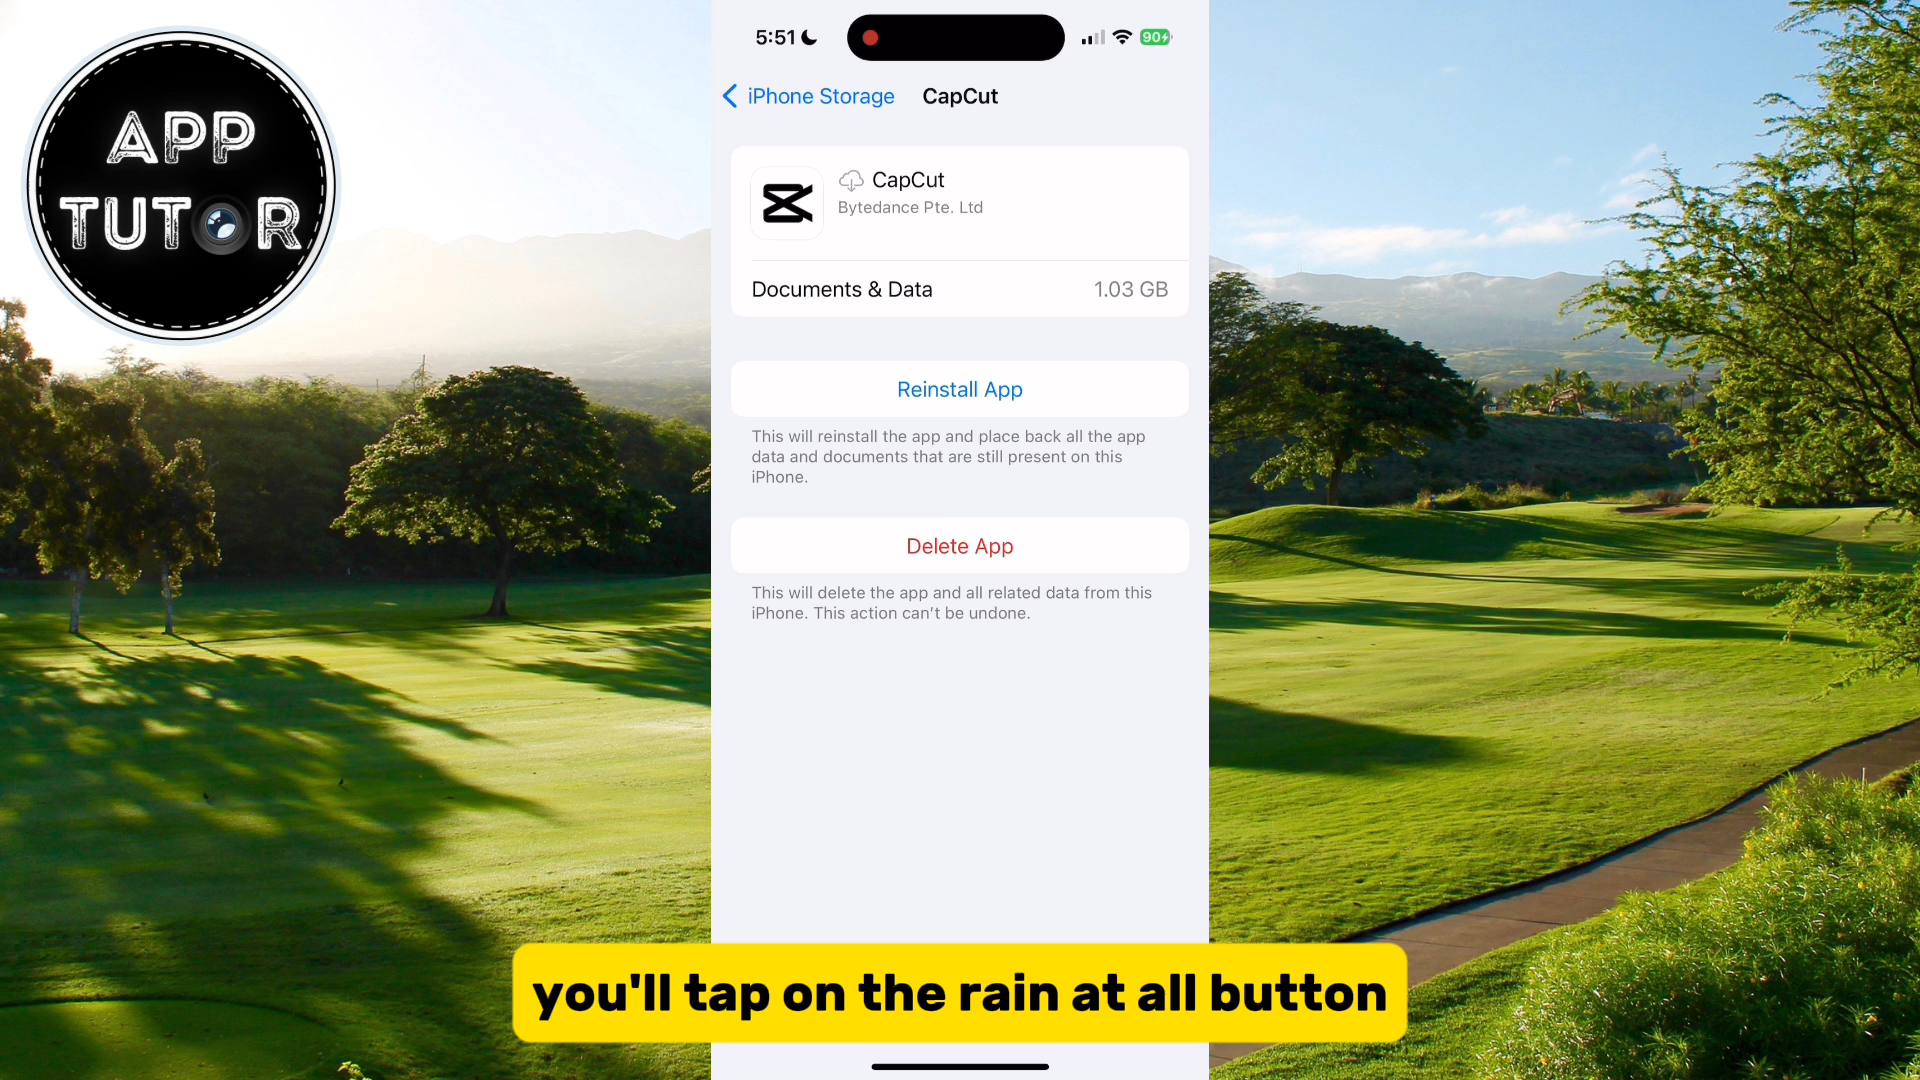 APP
TUTOR
5:51
90
iPhone Storage
CapCut
CapCut
Bytedance Pte. Ltd
Documents & Data
1.03 GB
Reinstall App
This will reinstall the app and place back all the app
data and documents that are still present on this
iPhone.
Delete App
This will delete the app and all related data from this
iPhone. This action can't be undone.
you'll tap on the rain at all button